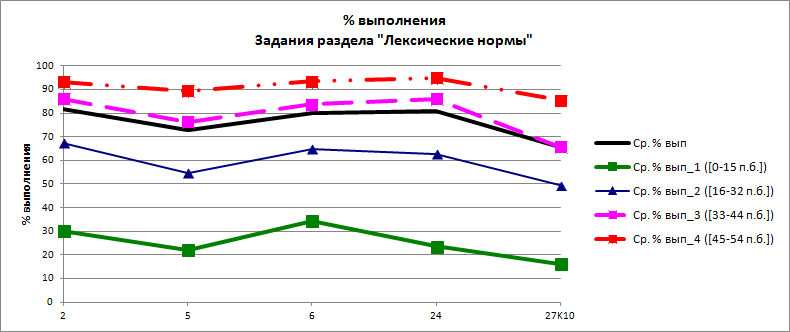 % выполнения
Задания раздела "Лексические нормы"
% выполнения
100
90
80
70
60
50
40
30
20
10
0
2
5
6
24
27К10
Ср. % вып
Ср. % вып_1 ([0-15 п.б.])
Ср. % вып_2 ([16-32 п.б.])
Ср. % вып_3 ([33-44 п.б.])
Ср. % вып_4 ([45-54 п.б.])